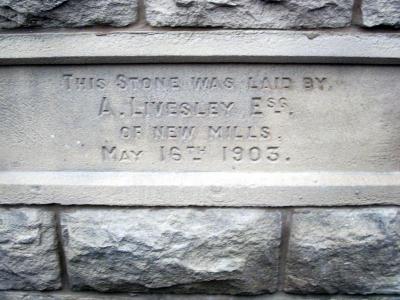 THIS STONE WAS LAID BY,
A. LIVESLEY ESQ,
OF NEW MILLS.
MAY 16TH 1903.